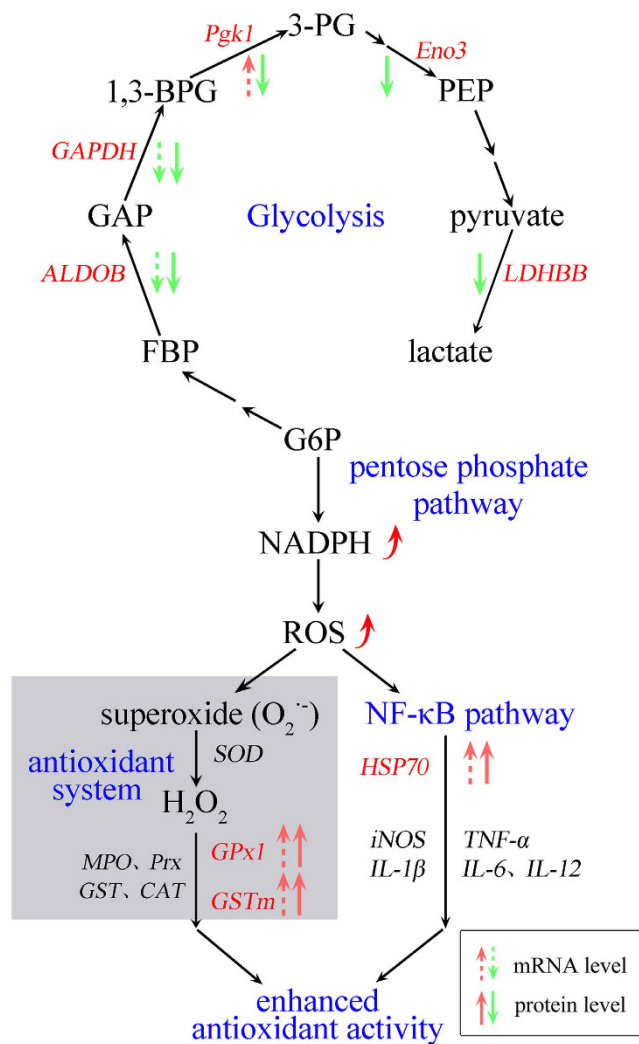 3-PG
Pgk1
Eno3
1,3-BPG
PEP
GAPDH
GAP
Glycolysis
pyruvate
ALDOB
LDHBB
FBP
lactate
G6P
pentose phosphate
pathway
NADPH
ROS
superoxide (O₂·-)
NF-κB pathway
SOD
antioxidant
system
HSP70
H₂O₂
MPO、Prx
GST、CAT
GPx1
GSTm
iNOS
IL-1β
TNF-α
IL-6、IL-12
enhanced
antioxidant activity
mRNA level
protein level